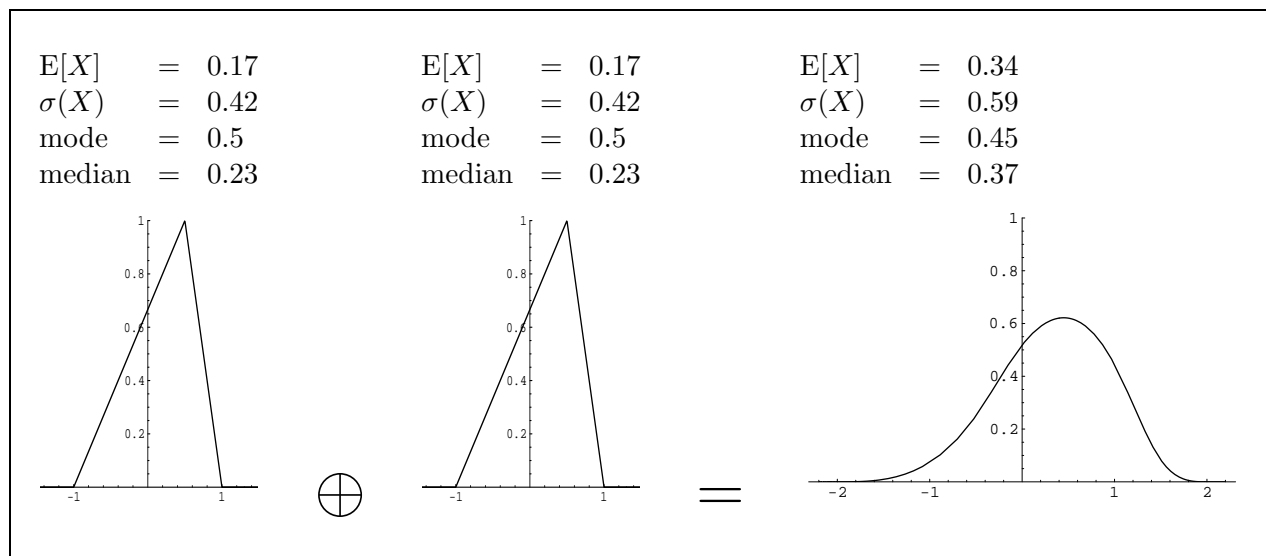 E[X] = 0.17
σ(X) = 0.42
mode = 0.5
median = 0.23
E[X] = 0.17
σ(X) = 0.42
mode = 0.5
median = 0.23
E[X] = 0.34
σ(X) = 0.59
mode = 0.45
median = 0.37
1
0.8
0.6
0.4
0.2
-1 1
⊕
1
0.8
0.6
0.4
0.2
-1 1
=
1
0.8
0.6
0.4
0.2
-2 -1 1 2